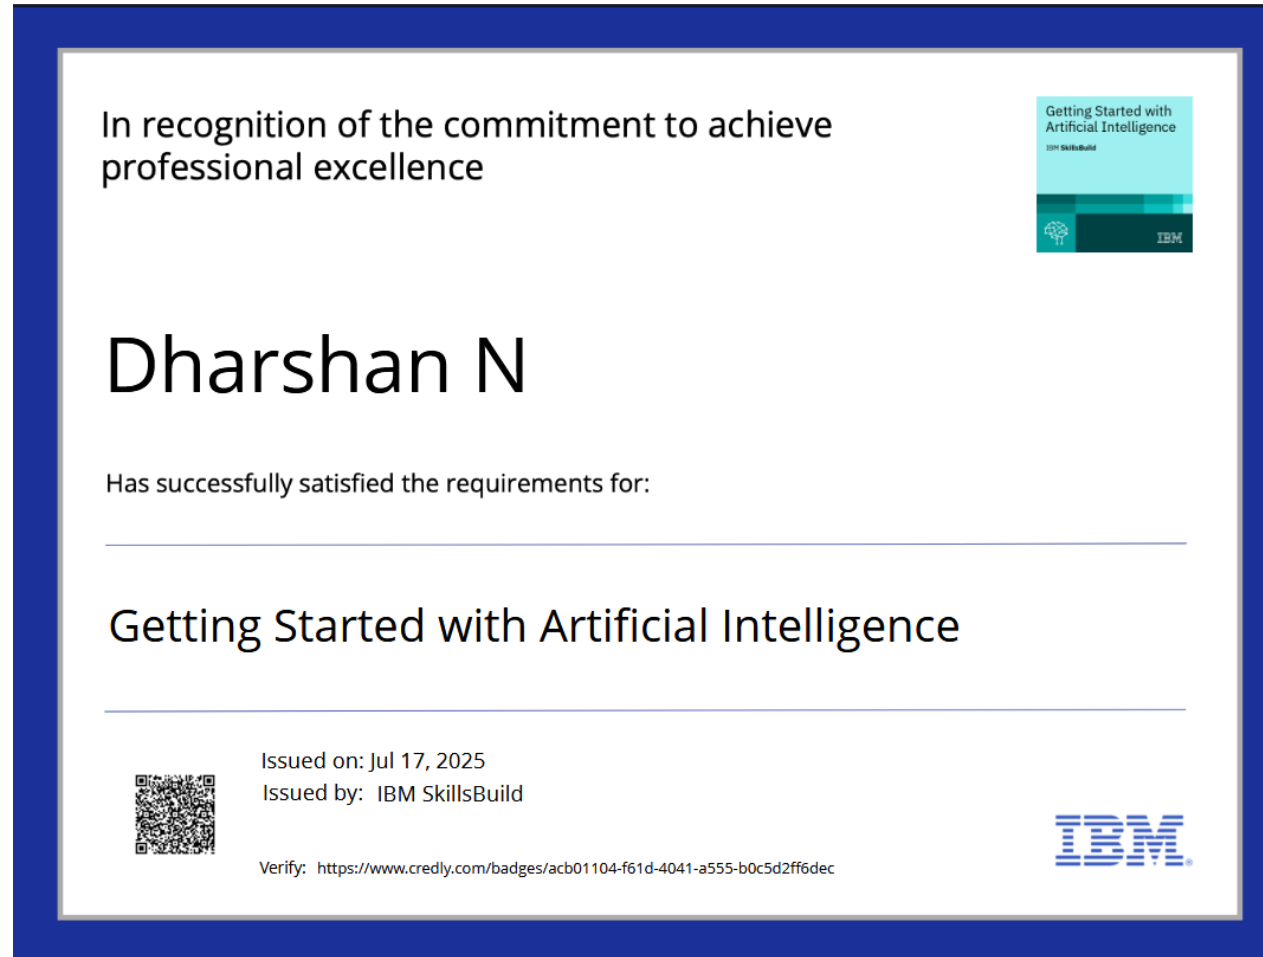 In recognition of the commitment to achieve
professional excellence
Getting Started with
Artificial Intelligence
IBM SkillsBuild
IBM
Dharshan N
Has successfully satisfied the requirements for:
Getting Started with Artificial Intelligence
Issued on: Jul 17, 2025
Issued by: IBM SkillsBuild
Verify: https://www.credly.com/badges/acb01104-f61d-4041-a555-b0c5d2ff6dec
IBM®